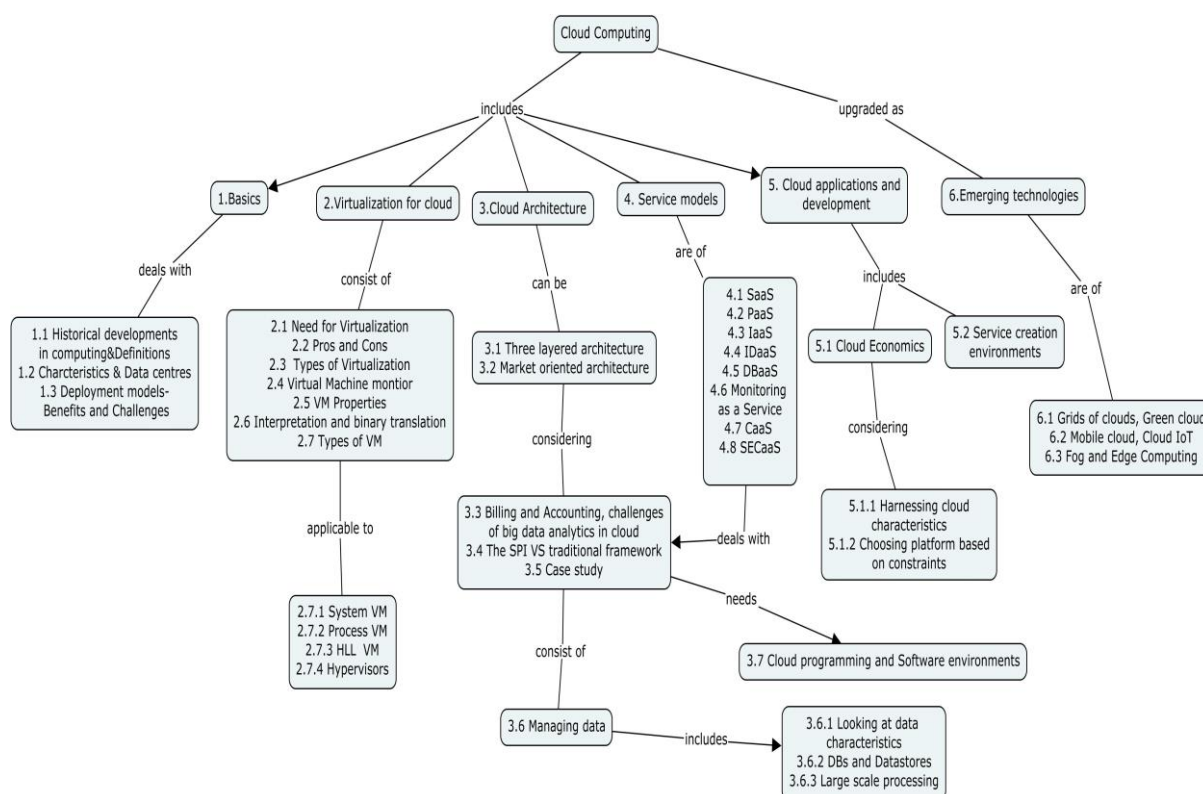 Cloud Computing
includes
upgraded as
1.Basics
2.Virtualization for cloud
3.Cloud Architecture
4. Service models
5. Cloud applications and
development
6.Emerging technologies
deals with
consist of
can be
are of
includes
are of
1.1 Historical developments
in computing&Definitions
1.2 Charcteristics & Data centres
1.3 Deployment models-
Benefits and Challenges
2.1 Need for Virtualization
2.2 Pros and Cons
2.3 Types of Virtualization
2.4 Virtual Machine montior
2.5 VM Properties
2.6 Interpretation and binary translation
2.7 Types of VM
3.1 Three layered architecture
3.2 Market oriented architecture
4.1 SaaS
4.2 PaaS
4.3 IaaS
4.4 IDaaS
4.5 DBaaS
4.6 Monitoring
as a Service
4.7 CaaS
4.8 SECaaS
5.1 Cloud Economics
5.2 Service creation
environments
6.1 Grids of clouds, Green cloud
6.2 Mobile cloud, Cloud IoT
6.3 Fog and Edge Computing
applicable to
considering
deals with
considering
3.3 Billing and Accounting, challenges
of big data analytics in cloud
3.4 The SPI VS traditional framework
3.5 Case study
5.1.1 Harnessing cloud
characteristics
5.1.2 Choosing platform based
on constraints
2.7.1 System VM
2.7.2 Process VM
2.7.3 HLL VM
2.7.4 Hypervisors
consist of
needs
3.7 Cloud programming and Software environments
3.6 Managing data
includes
3.6.1 Looking at data
characteristics
3.6.2 DBs and Datastores
3.6.3 Large scale processing